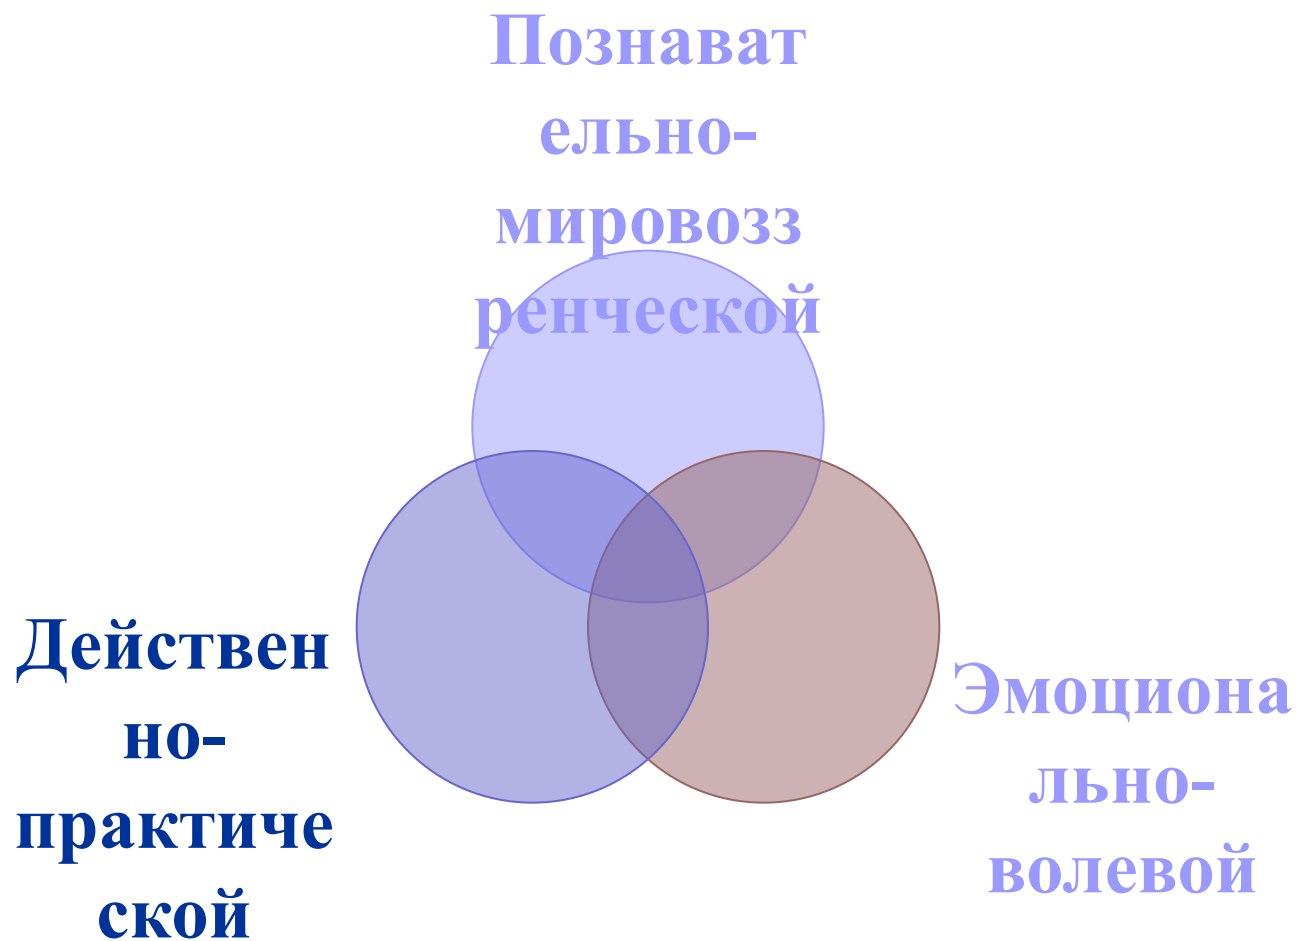 Познават
ельно-
мировозз
ренческой
Действен
но-
практиче
ской
Эмоциона
льно-
волевой